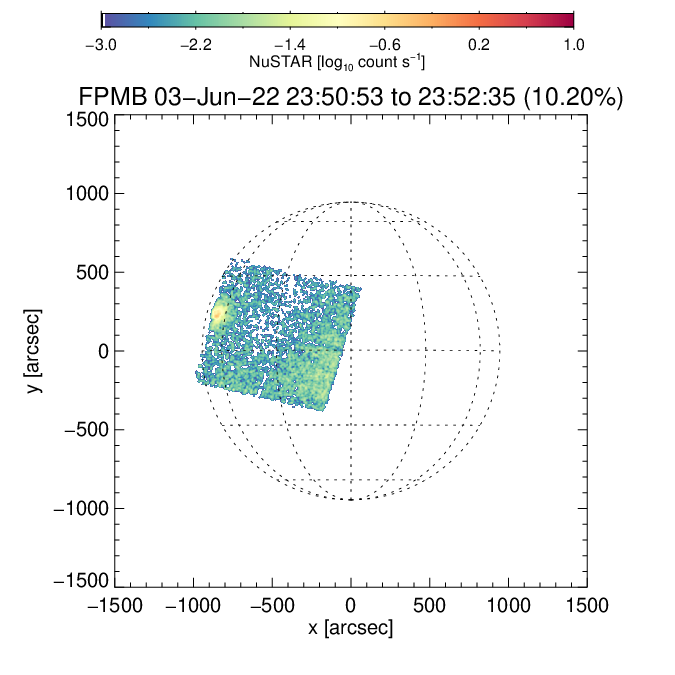 −3.0 −2.2 −1.4 −0.6 0.2 1.0
NuSTAR [log₁₀ count s⁻¹]
FPMB 03−Jun−22 23:50:53 to 23:52:35 (10.20%)
1500
1000
500
0
−500
−1000
−1500
y [arcsec]
−1500 −1000 −500 0 500 1000 1500
x [arcsec]